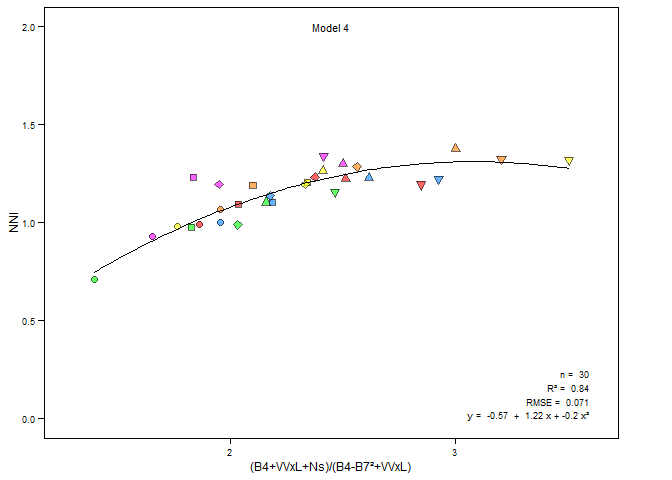 Model 4
2.0
1.5
1.0
0.5
0.0
NNI
n = 30
R² = 0.84
RMSE = 0.071
y = -0.57 + 1.22 x + -0.2 x²
2
3
(B4+VVxL+Ns)/(B4-B7²+VVxL)